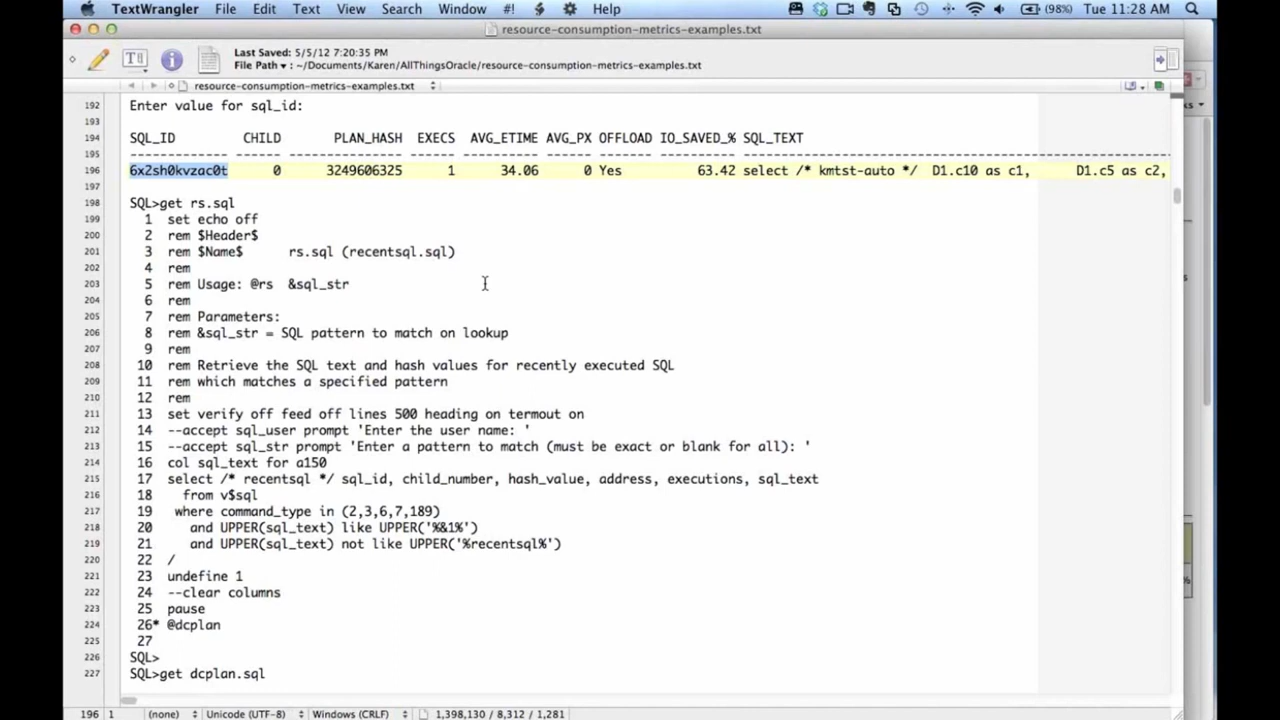 TextWrangler File Edit Text View Search Window #! Help (98%) Tue 11:28 AM
resource-consumption-metrics-examples.txt
Last Saved: 5/5/12 7:20:35 PM
File Path ▾ : ~/Documents/Karen/AllThingsOracle/resource-consumption-metrics-examples.txt
resource-consumption-metrics-examples.txt
192 Enter value for sql_id:
193
194 SQL_ID CHILD PLAN_HASH EXECS AVG_ETIME AVG_PX OFFLOAD IO_SAVED_% SQL_TEXT
195 ------------- ------ ---------------- ------ ---------- ------ ------- ---------- ----------------------------------------
196 6x2sh0kvzac0t 0 3249606325 1 34.06 0 Yes 63.42 select /* kmtst-auto */ D1.c10 as c1, D1.c5 as c2,
197
198 SQL>get rs.sql
199 1 set echo off
200 2 rem $Header$
201 3 rem $Name$ rs.sql (recentsql.sql)
202 4 rem
203 5 rem Usage: @rs &sql_str
204 6 rem
205 7 rem Parameters:
206 8 rem &sql_str = SQL pattern to match on lookup
207 9 rem
208 10 rem Retrieve the SQL text and hash values for recently executed SQL
209 11 rem which matches a specified pattern
210 12 rem
211 13 set verify off feed off lines 500 heading on termout on
212 14 --accept sql_user prompt 'Enter the user name: '
213 15 --accept sql_str prompt 'Enter a pattern to match (must be exact or blank for all): '
214 16 col sql_text for a150
215 17 select /* recentsql */ sql_id, child_number, hash_value, address, executions, sql_text
216 18 from v$sql
217 19 where command_type in (2,3,6,7,189)
218 20 and UPPER(sql_text) like UPPER('%&1%')
219 21 and UPPER(sql_text) not like UPPER('%recentsql%')
220 22 /
221 23 undefine 1
222 24 --clear columns
223 25 pause
224 26* @dcplan
225 27
226 SQL>
227 SQL>get dcplan.sql
196 1 (none) Unicode (UTF-8) Windows (CRLF) 1,398,130 / 8,312 / 1,281